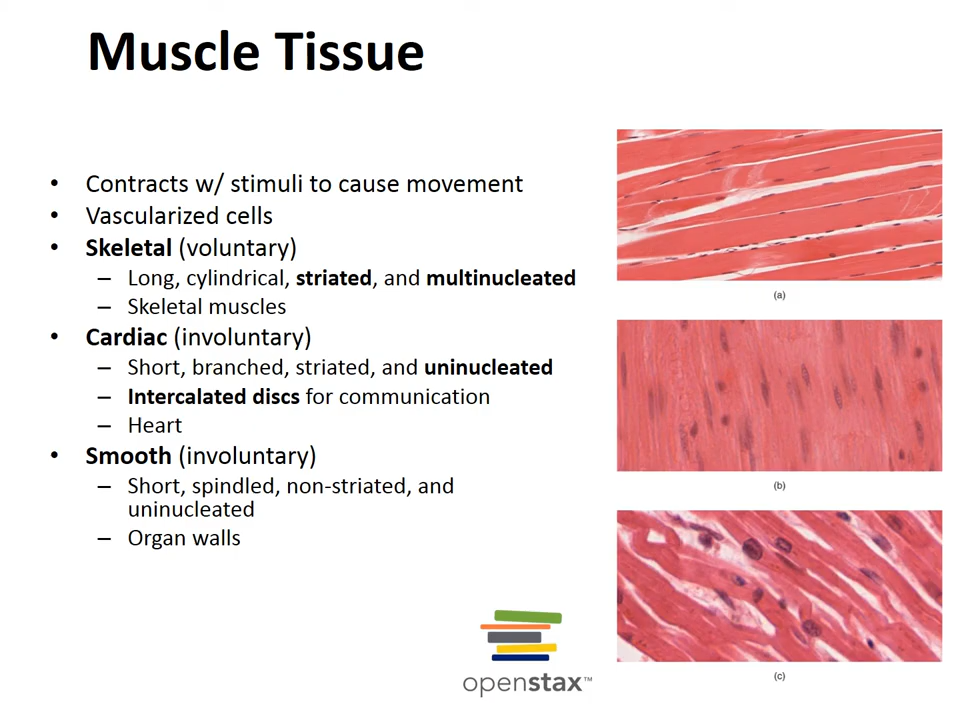 Muscle Tissue
• Contracts w/ stimuli to cause movement
• Vascularized cells
• Skeletal (voluntary)
– Long, cylindrical, striated, and multinucleated
– Skeletal muscles
• Cardiac (involuntary)
– Short, branched, striated, and uninucleated
– Intercalated discs for communication
– Heart
• Smooth (involuntary)
– Short, spindled, non-striated, and
uninucleated
– Organ walls
(a)
(b)
(c)
openstax™